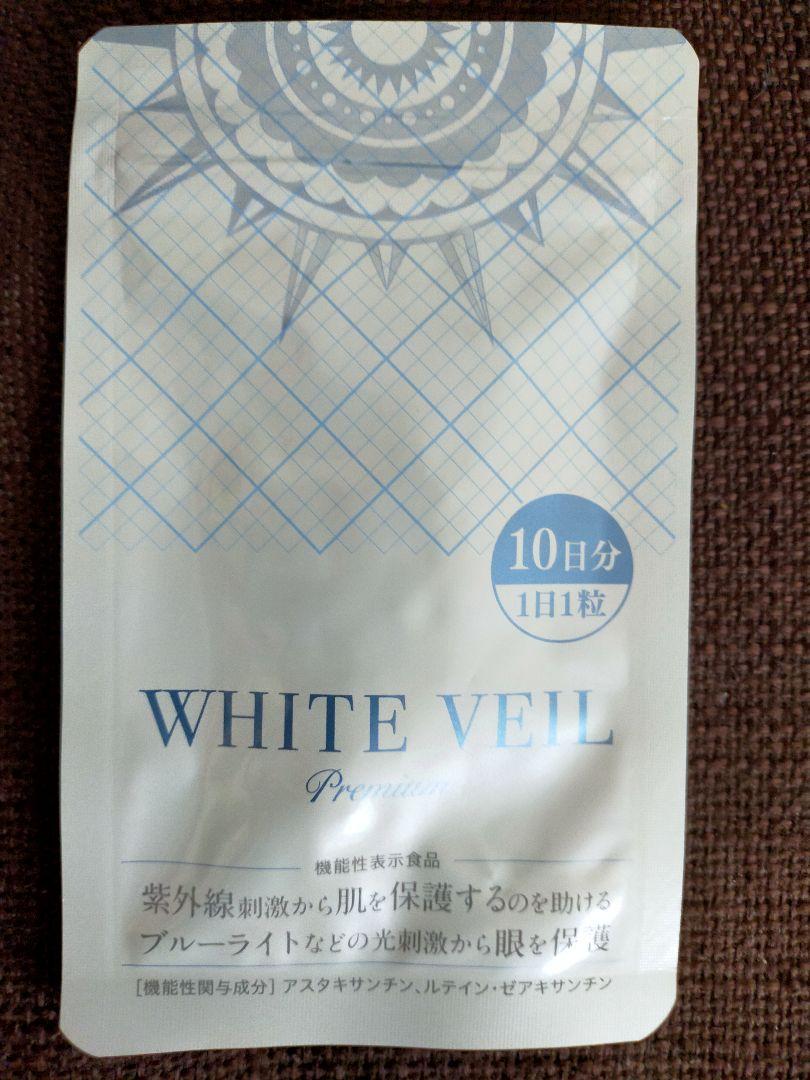 10日分
1日1粒
WHITE VEIL
Premium
機能性表示食品
紫外線刺激から肌を保護するのを助ける
ブルーライトなどの光刺激から眼を保護
[機能性関与成分] アスタキサンチン、ルテイン・ゼアキサンチン